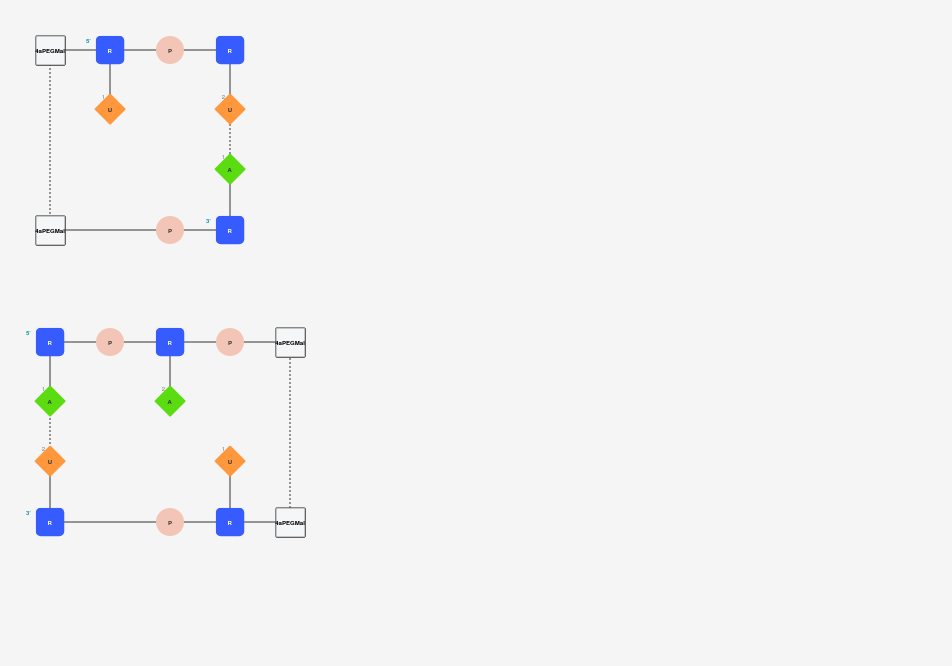 5' 4aPEGMal R P R
1 U 2 U
1 A
3' 4aPEGMal P R
5' R P R P 4aPEGMal
1 A 2 A
2 U 1 U
3' R P R 4aPEGMal